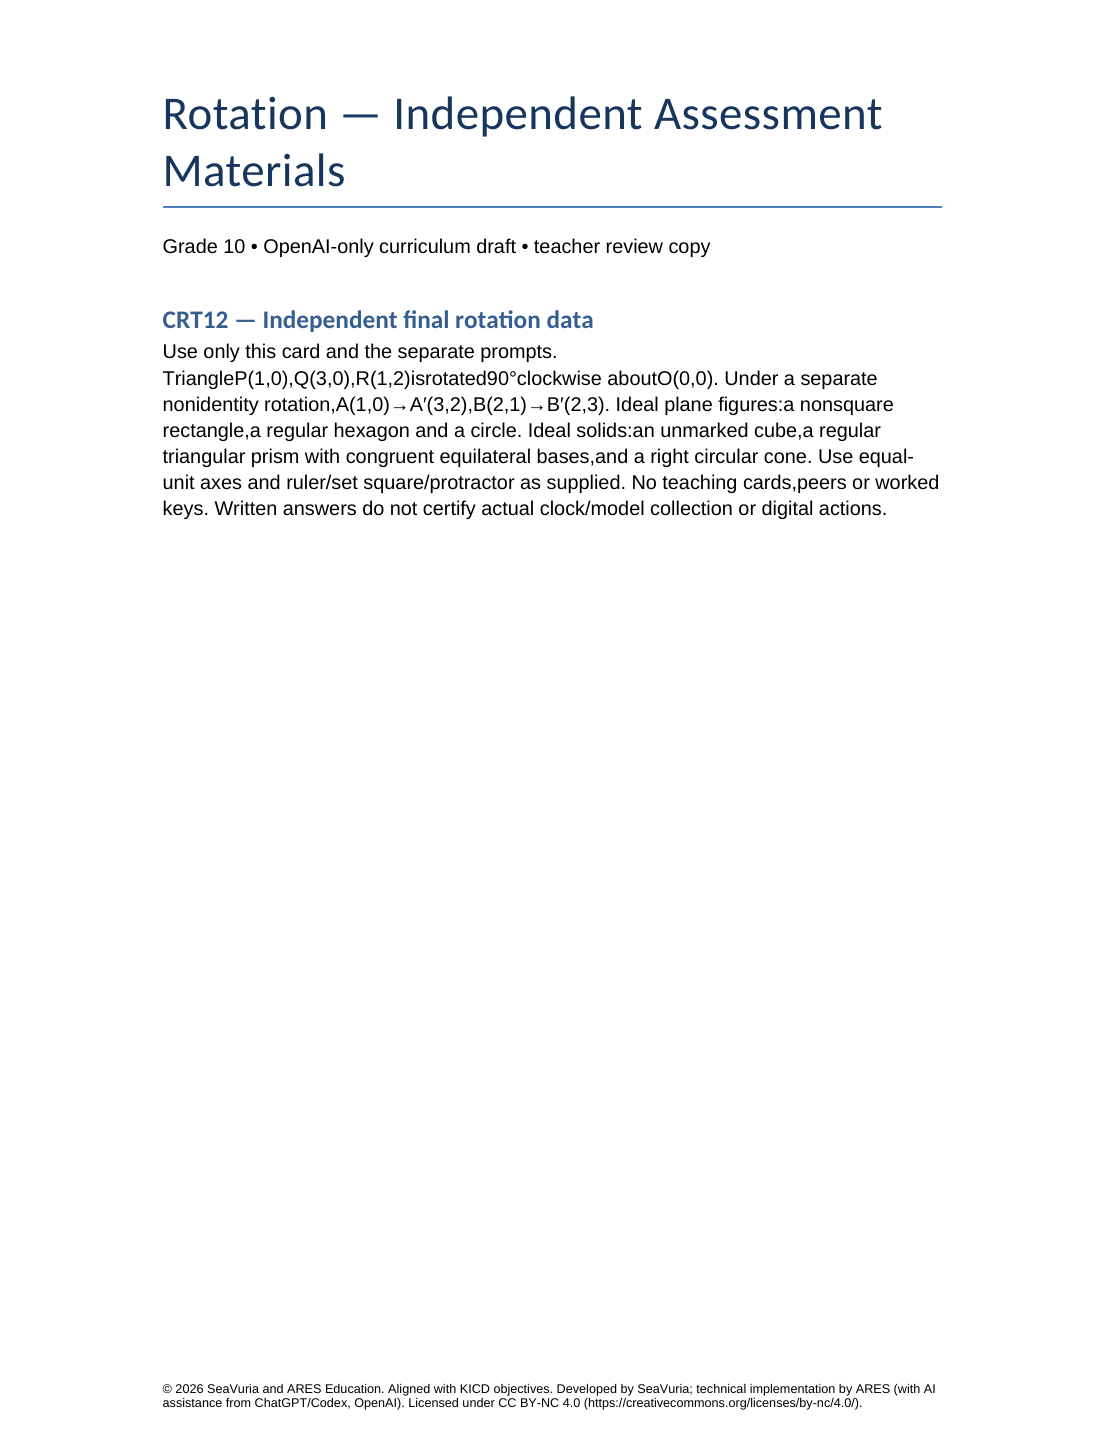 Rotation — Independent Assessment
Materials
Grade 10 • OpenAI-only curriculum draft • teacher review copy
CRT12 — Independent final rotation data
Use only this card and the separate prompts.
TriangleP(1,0),Q(3,0),R(1,2)isrotated90°clockwise aboutO(0,0). Under a separate
nonidentity rotation,A(1,0)→A′(3,2),B(2,1)→B′(2,3). Ideal plane figures:a nonsquare
rectangle,a regular hexagon and a circle. Ideal solids:an unmarked cube,a regular
triangular prism with congruent equilateral bases,and a right circular cone. Use equal-
unit axes and ruler/set square/protractor as supplied. No teaching cards,peers or worked
keys. Written answers do not certify actual clock/model collection or digital actions.
© 2026 SeaVuria and ARES Education. Aligned with KICD objectives. Developed by SeaVuria; technical implementation by ARES (with AI
assistance from ChatGPT/Codex, OpenAI). Licensed under CC BY-NC 4.0 (https://creativecommons.org/licenses/by-nc/4.0/).